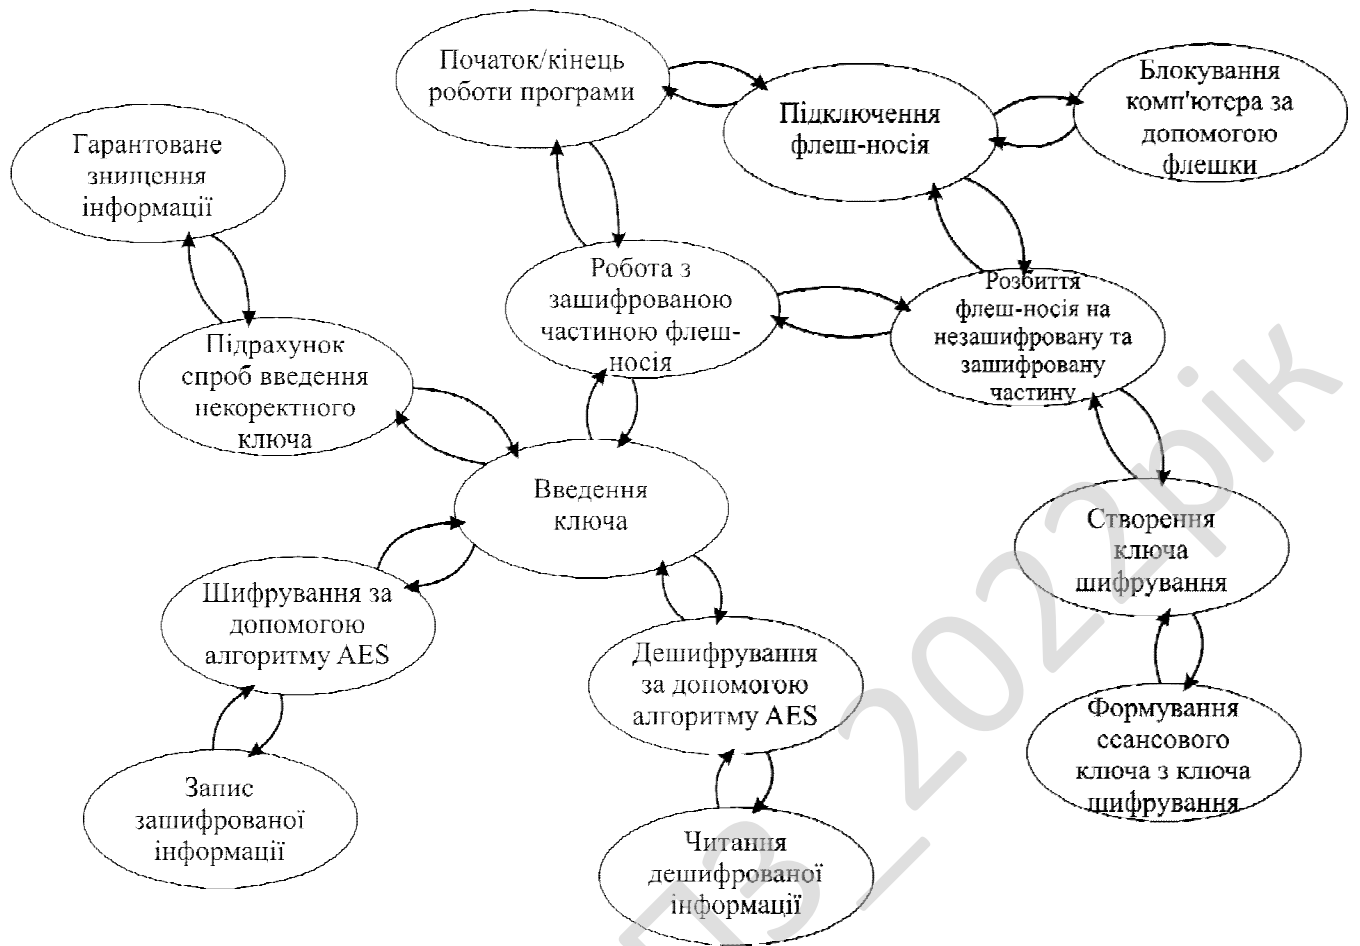 Початок/кінець
роботи програми
Підключення
флеш-носія
Блокування
комп'ютера за
допомогою
флешки
Гарантоване
знищення
інформації
Робота з
зашифрованою
частиною флеш-
носія
Розбиття
флеш-носія на
незашифровану та
зашифровану
частину
Підрахунок
спроб введення
некоректного
ключа
Введення
ключа
Створення
ключа
шифрування
Шифрування за
допомогою
алгоритму AES
Дешифрування
за допомогою
алгоритму AES
Формування
ссансового
ключа з ключа
шифрування
Запис
зашифрованої
інформації
Читання
дешифрованої
інформації
ПЗ_2022рік